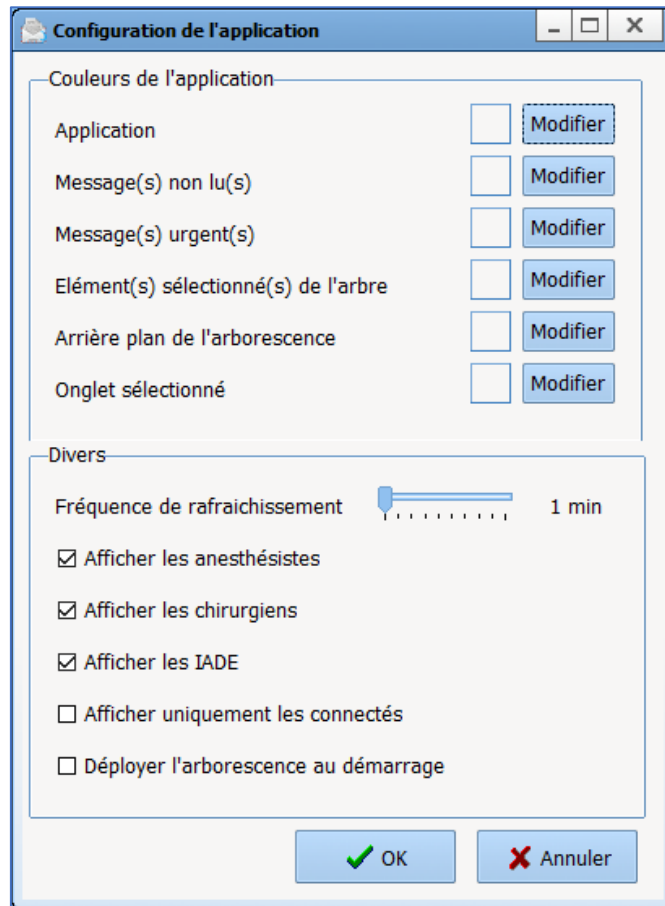 Configuration de l'application
Couleurs de l'application
Application Modifier
Message(s) non lu(s) Modifier
Message(s) urgent(s) Modifier
Elément(s) sélectionné(s) de l'arbre Modifier
Arrière plan de l'arborescence Modifier
Onglet sélectionné Modifier
Divers
Fréquence de rafraichissement 1 min
Afficher les anesthésistes
Afficher les chirurgiens
Afficher les IADE
Afficher uniquement les connectés
Déployer l'arborescence au démarrage
OK Annuler